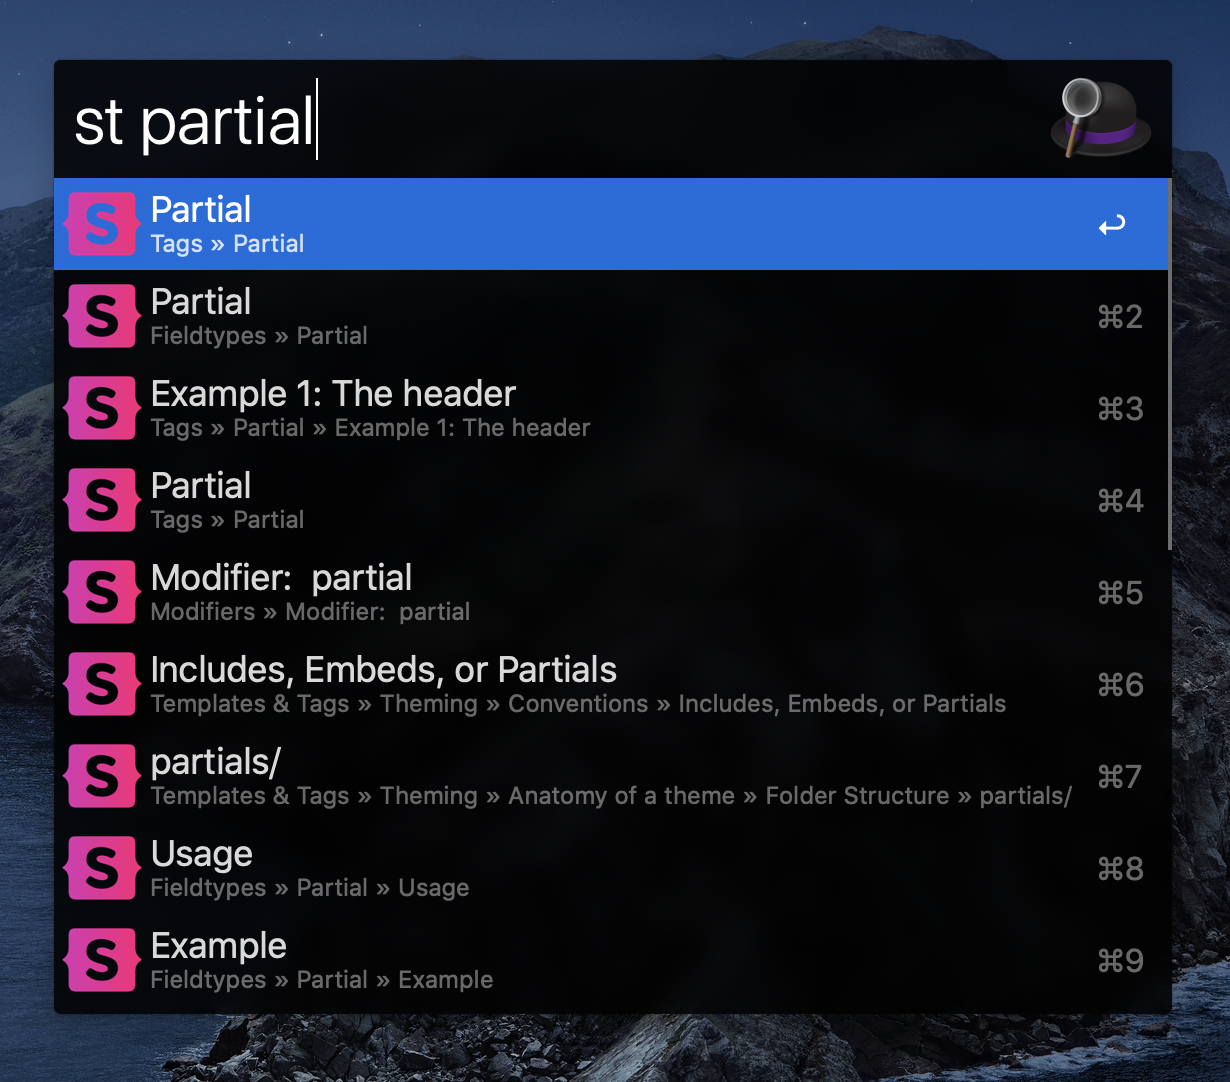 st partial
S
Partial
Tags » Partial
↩
S
Partial
Fieldtypes » Partial
⌘2
S
Example 1: The header
Tags » Partial » Example 1: The header
⌘3
S
Partial
Tags » Partial
⌘4
S
Modifier:  partial
Modifiers » Modifier:  partial
⌘5
S
Includes, Embeds, or Partials
Templates & Tags » Theming » Conventions » Includes, Embeds, or Partials
⌘6
S
partials/
Templates & Tags » Theming » Anatomy of a theme » Folder Structure » partials/
⌘7
S
Usage
Fieldtypes » Partial » Usage
⌘8
S
Example
Fieldtypes » Partial » Example
⌘9